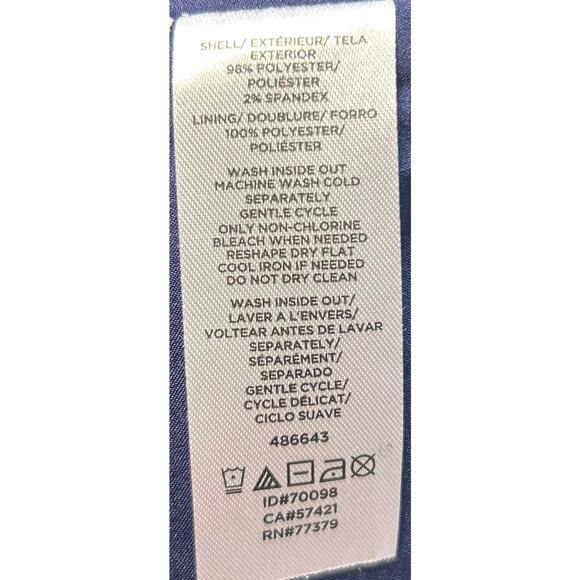 SHELL/ EXTÉRIEUR/ TELA
EXTERIOR
98% POLYESTER/
POLIÉSTER
2% SPANDEX
LINING/ DOUBLURE/ FORRO
100% POLYESTER/
POLIÉSTER
WASH INSIDE OUT
MACHINE WASH COLD
SEPARATELY
GENTLE CYCLE
ONLY NON-CHLORINE
BLEACH WHEN NEEDED
RESHAPE DRY FLAT
COOL IRON IF NEEDED
DO NOT DRY CLEAN
WASH INSIDE OUT/
LAVER A L'ENVERS/
VOLTEAR ANTES DE LAVAR
SEPARATELY/
SÉPARÉMENT/
SEPARADO
GENTLE CYCLE/
CYCLE DÉLICAT/
CICLO SUAVE
486643
ID#70098
CA#57421
RN#77379